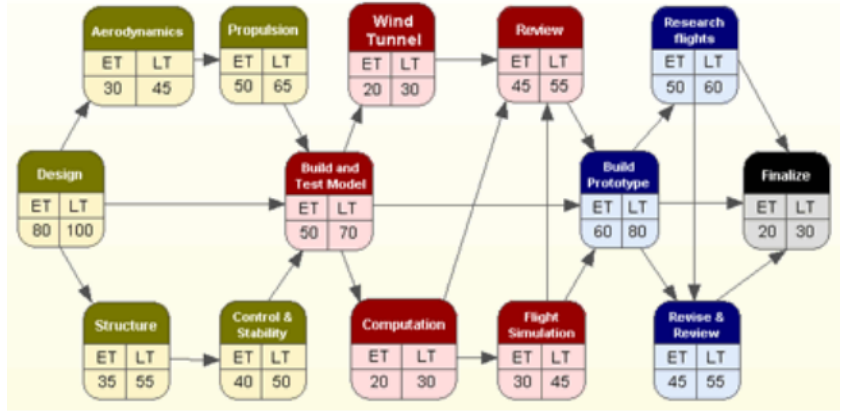 Aerodynamics
ET LT
30 45
Propulsion
ET LT
50 65
Wind
Tunnel
ET LT
20 30
Review
ET LT
45 55
Research
flights
ET LT
50 60
Design
ET LT
80 100
Build and
Test Model
ET LT
50 70
Build
Prototype
ET LT
60 80
Finalize
ET LT
20 30
Structure
ET LT
35 55
Control &
Stability
ET LT
40 50
Computation
ET LT
20 30
Flight
Simulation
ET LT
30 45
Revise &
Review
ET LT
45 55